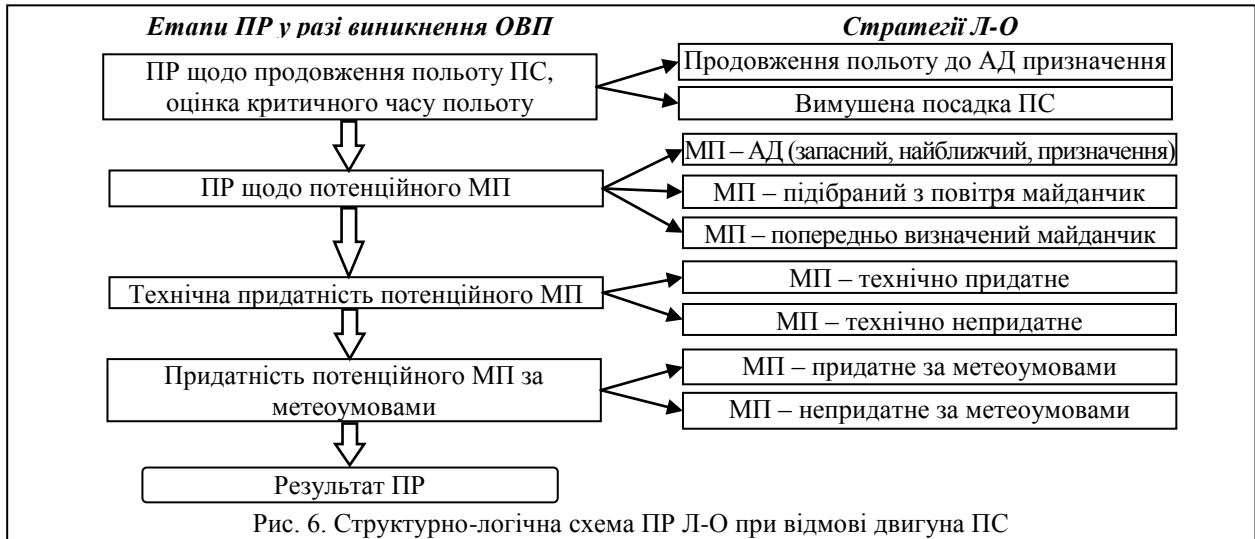 Етапи ПР у разі виникнення ОВП
Стратегії Л-О
ПР щодо продовження польоту ПС,
оцінка критичного часу польоту
Продовження польоту до АД призначення
Вимушена посадка ПС
ПР щодо потенційного МП
МП – АД (запасний, найближчий, призначення)
МП – підібраний з повітря майданчик
МП – попередньо визначений майданчик
Технічна придатність потенційного МП
МП – технічно придатне
МП – технічно непридатне
Придатність потенційного МП за
метеоумовами
МП – придатне за метеоумовами
МП – непридатне за метеоумовами
Результат ПР
Рис. 6. Структурно-логічна схема ПР Л-О при відмові двигуна ПС